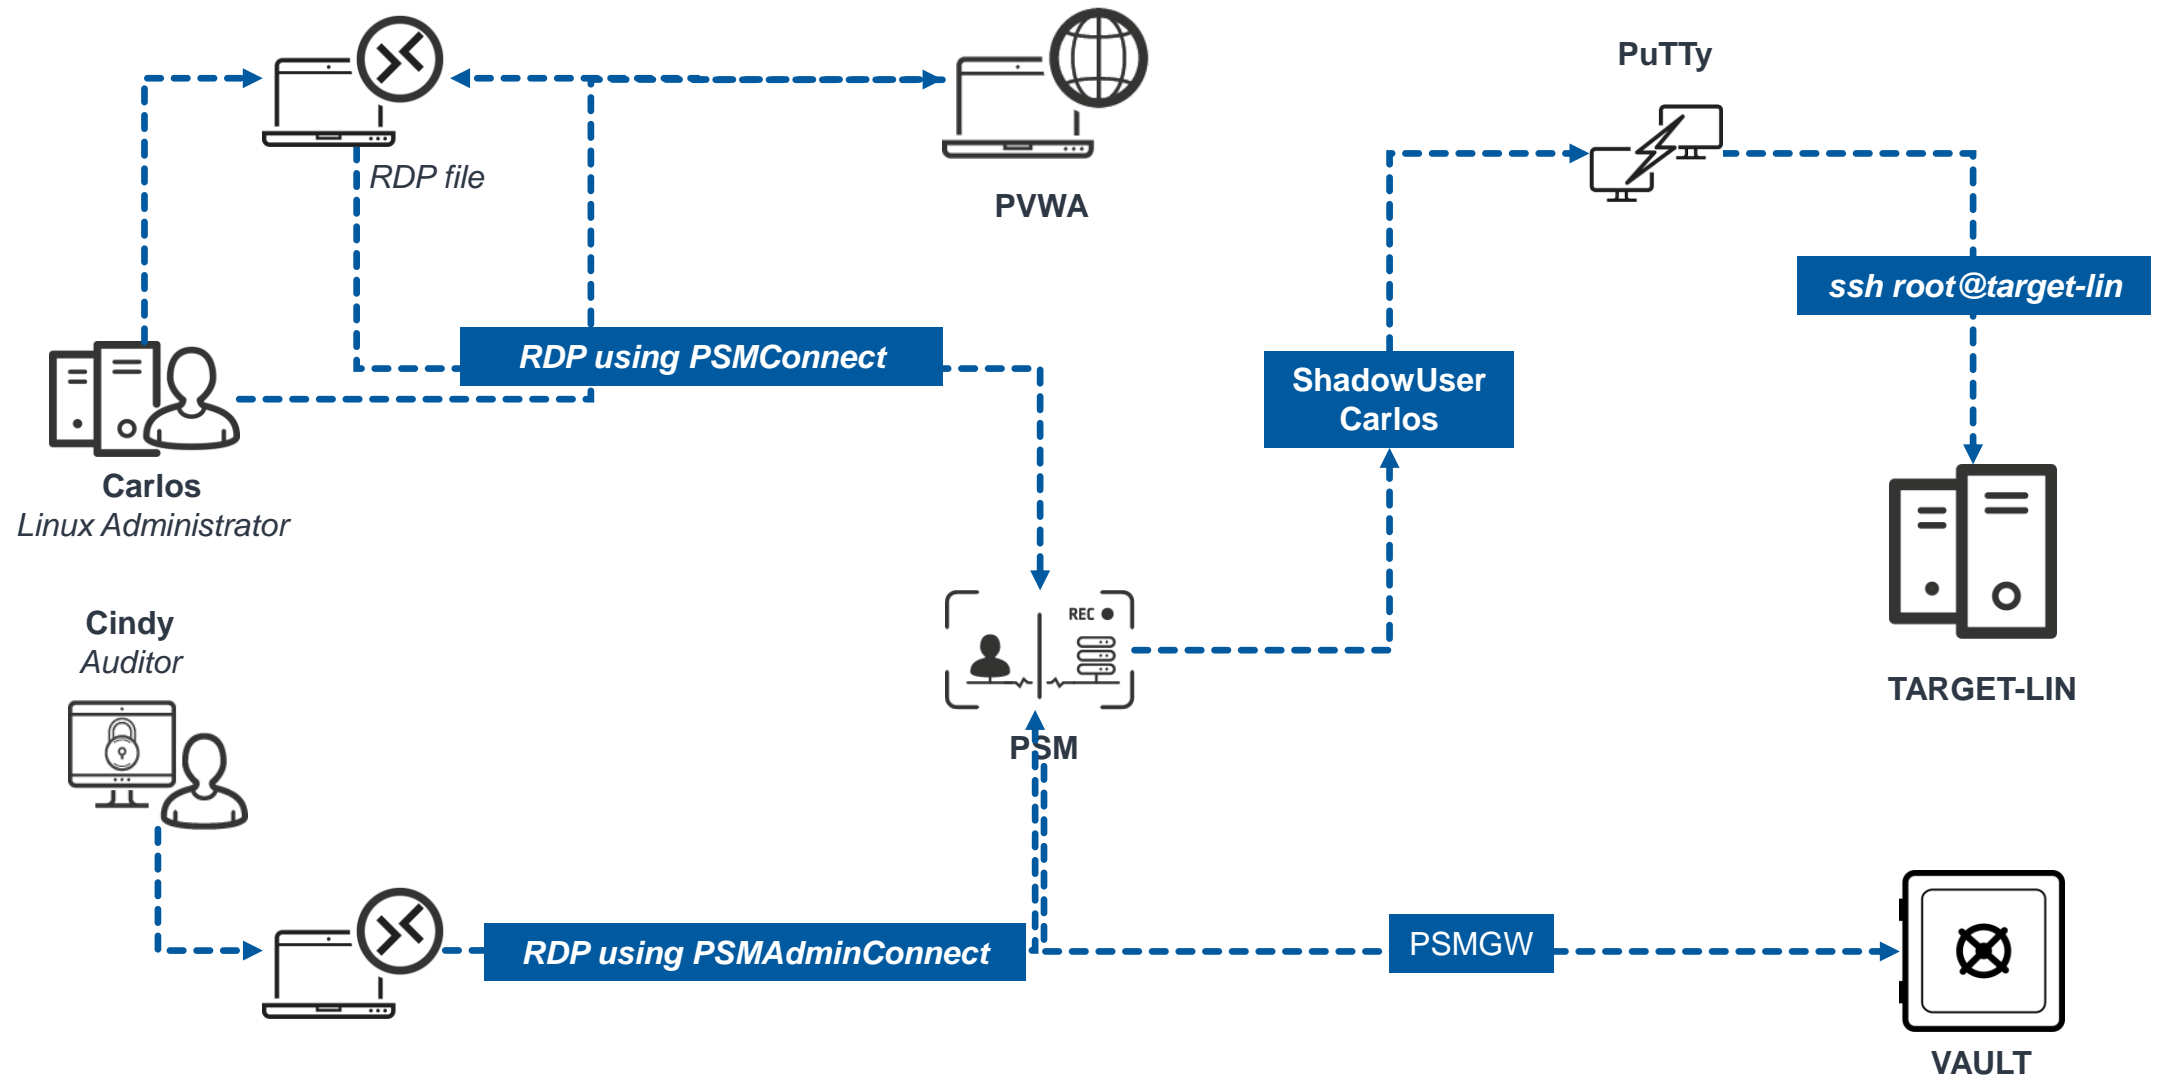 PuTTy
RDP file
PVWA
ssh root@target-lin
RDP using PSMConnect
ShadowUser
Carlos
Carlos
Linux Administrator
Cindy
Auditor
REC
TARGET-LIN
PSM
RDP using PSMAdminConnect
PSMGW
VAULT